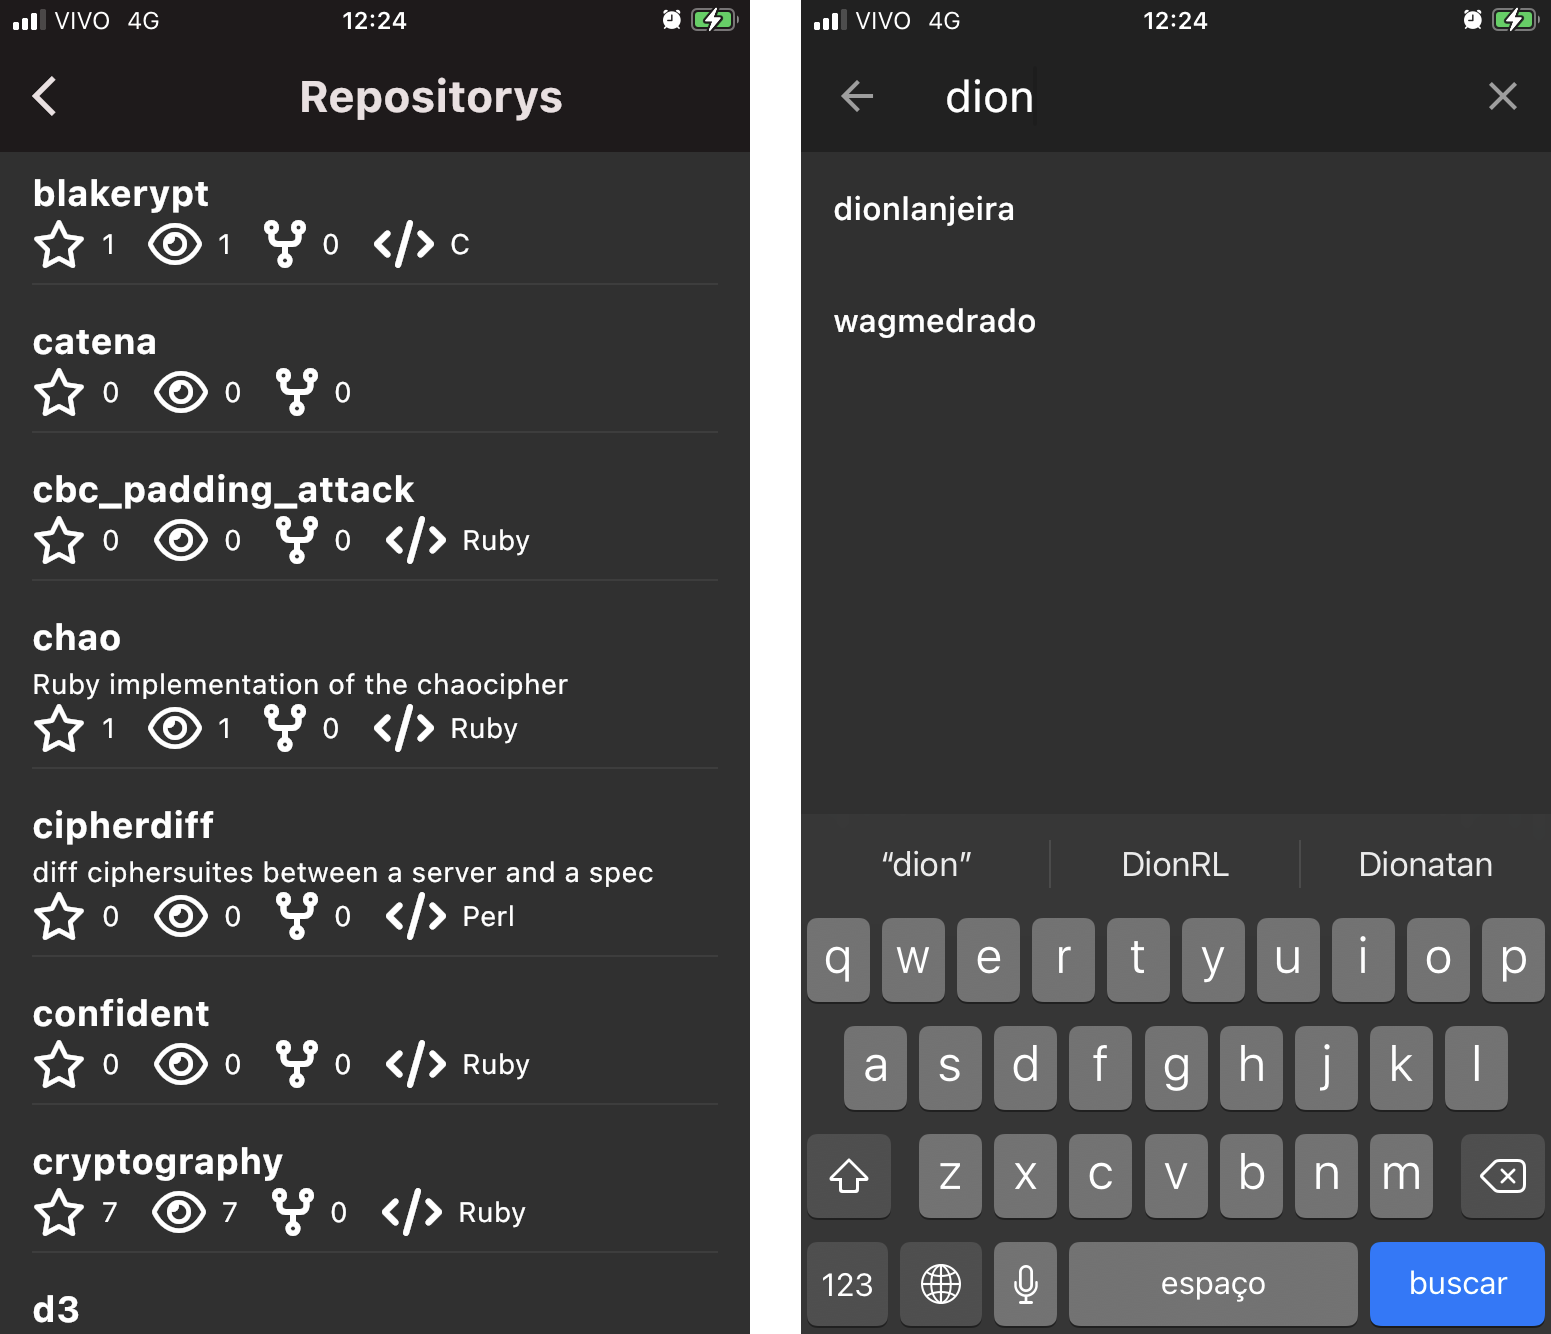 VIVO 4G 12:24
Repositorys
blakerypt
1 1 0 C
catena
0 0 0
cbc_padding_attack
0 0 0 Ruby
chao
Ruby implementation of the chaocipher
1 1 0 Ruby
cipherdiff
diff ciphersuites between a server and a spec
0 0 0 Perl
confident
0 0 0 Ruby
cryptography
7 7 0 Ruby
d3
VIVO 4G 12:24
dion
dionlanjeira
wagmedrado
“dion” DionRL Dionatan
q w e r t y u i o p
a s d f g h j k l
z x c v b n m
123 espaço buscar